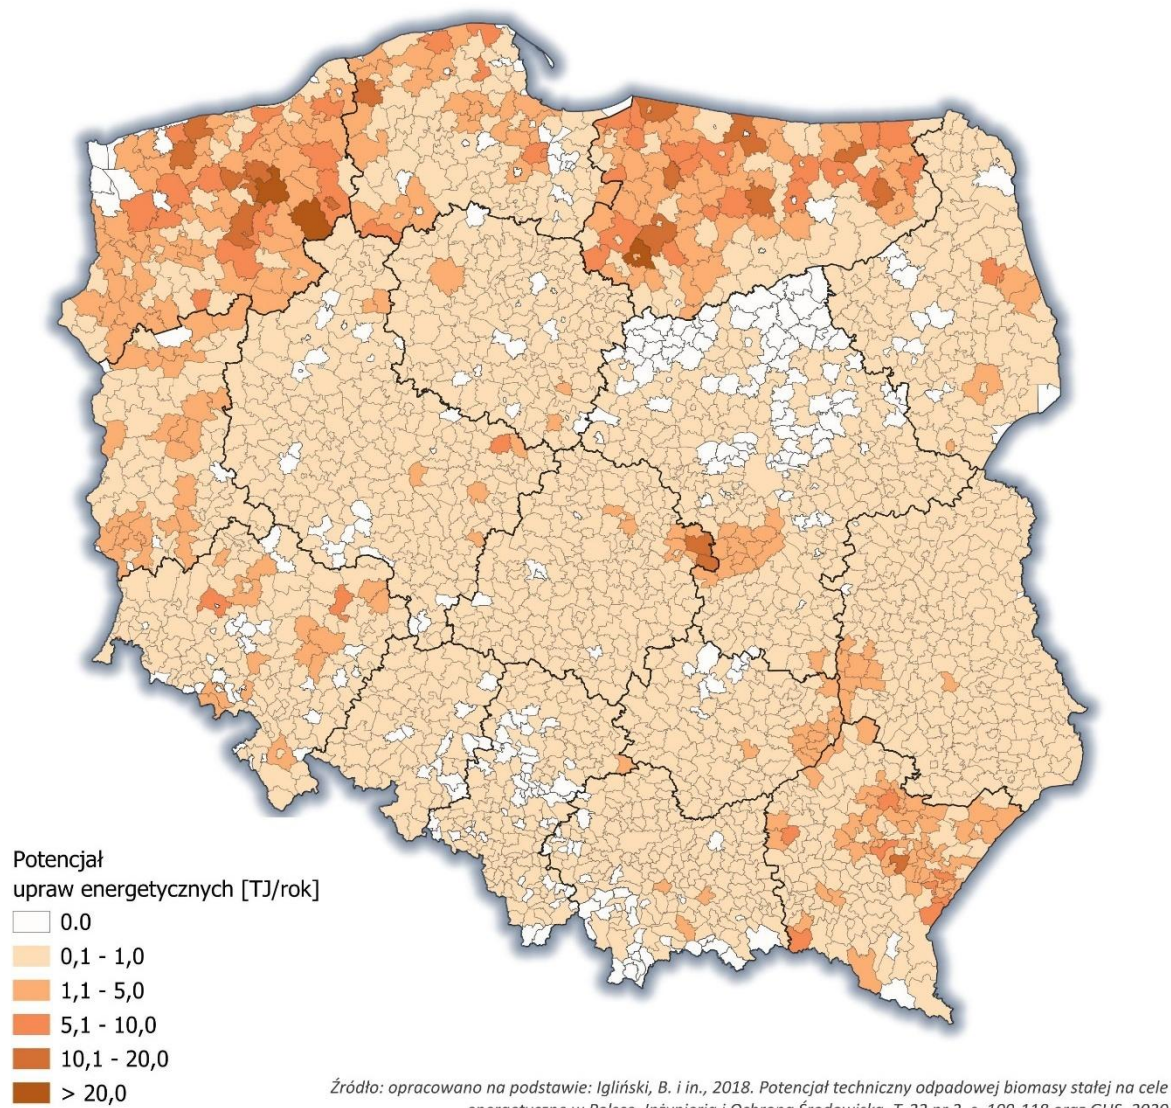 Potencjał
upraw energetycznych [TJ/rok]
0.0
0,1 - 1,0
1,1 - 5,0
5,1 - 10,0
10,1 - 20,0
> 20,0
Źródło: opracowano na podstawie: Igliński, B. i in., 2018. Potencjał techniczny odpadowej biomasy stałej na cele
energetyczne w Polsce. Inżynieria i Ochrona Środowiska, T. 22 nr 2, s. 109-118 oraz GUS, 2020